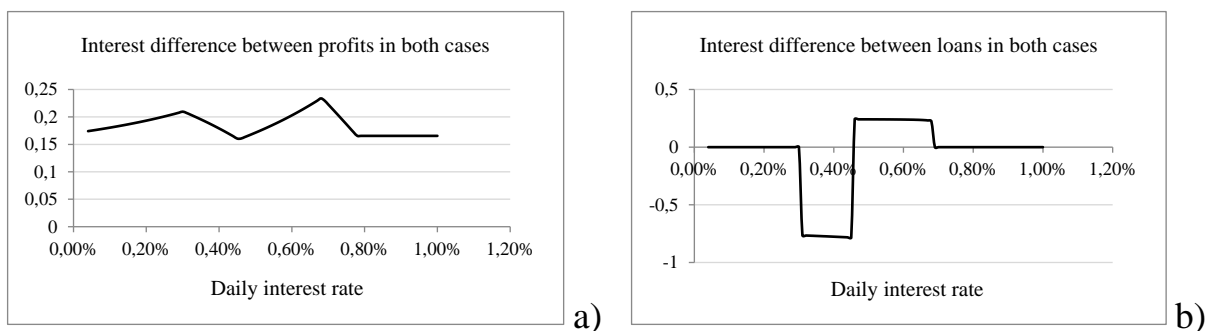 Interest difference between profits in both cases
0,25
0,2
0,15
0,1
0,05
0
0,00% 0,20% 0,40% 0,60% 0,80% 1,00% 1,20%
Daily interest rate
a)
Interest difference between loans in both cases
0,5
0
0,00% 0,20% 0,40% 0,60% 0,80% 1,00% 1,20%
-0,5
-1
Daily interest rate
b)